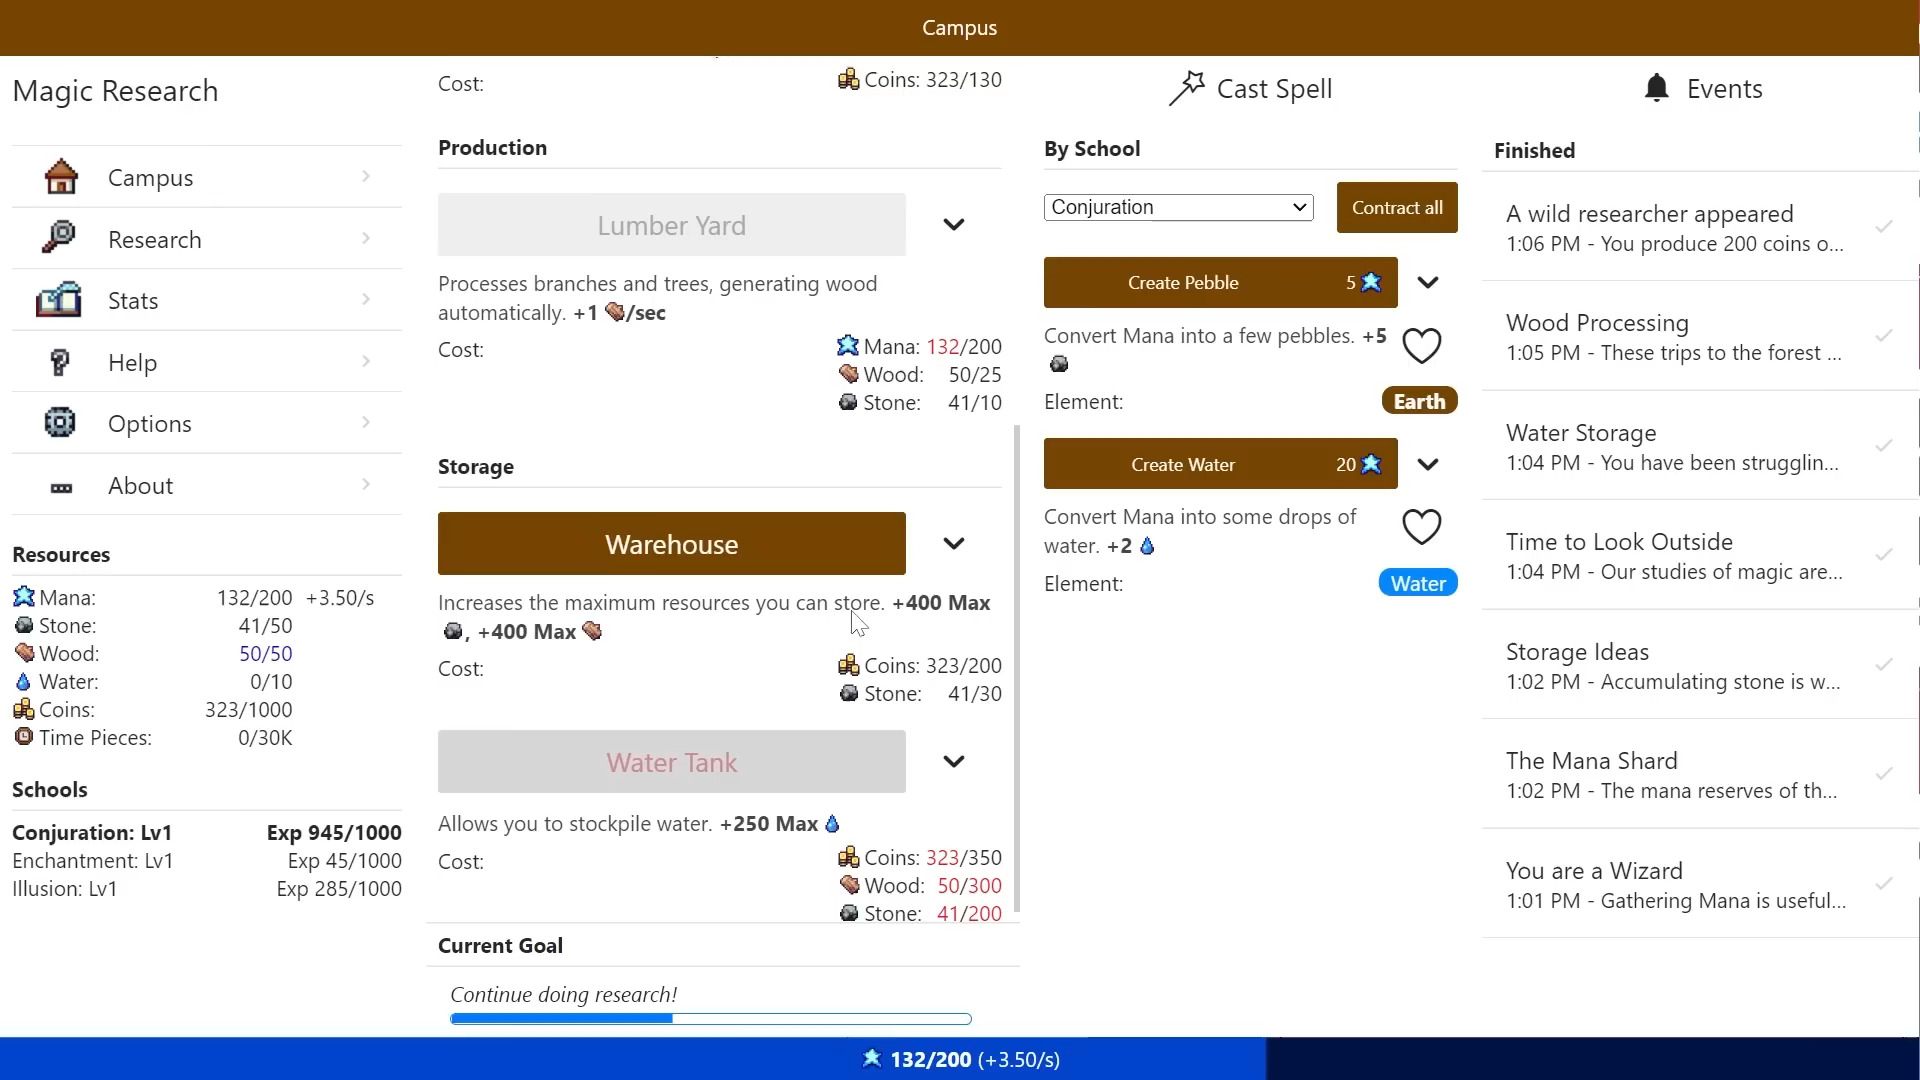 Campus
Magic Research
Campus
Research
Stats
Help
Options
About
Resources
Mana: 132/200 +3.50/s
Stone: 41/50
Wood: 50/50
Water: 0/10
Coins: 323/1000
Time Pieces: 0/30K
Schools
Conjuration: Lv1 Exp 945/1000
Enchantment: Lv1 Exp 45/1000
Illusion: Lv1 Exp 285/1000
Cost: Coins: 323/130
Production
Lumber Yard
Processes branches and trees, generating wood
automatically. +1 /sec
Cost: Mana: 132/200
Wood: 50/25
Stone: 41/10
Storage
Warehouse
Increases the maximum resources you can store. +400 Max
, +400 Max
Cost: Coins: 323/200
Stone: 41/30
Water Tank
Allows you to stockpile water. +250 Max
Cost: Coins: 323/350
Wood: 50/300
Stone: 41/200
Current Goal
Continue doing research!
Cast Spell
By School
Conjuration
Contract all
Create Pebble 5
Convert Mana into a few pebbles. +5
Element: Earth
Create Water 20
Convert Mana into some drops of
water. +2
Element: Water
Events
Finished
A wild researcher appeared
1:06 PM - You produce 200 coins o...
Wood Processing
1:05 PM - These trips to the forest ...
Water Storage
1:04 PM - You have been strugglin...
Time to Look Outside
1:04 PM - Our studies of magic are...
Storage Ideas
1:02 PM - Accumulating stone is w...
The Mana Shard
1:02 PM - The mana reserves of th...
You are a Wizard
1:01 PM - Gathering Mana is useful...
132/200 (+3.50/s)